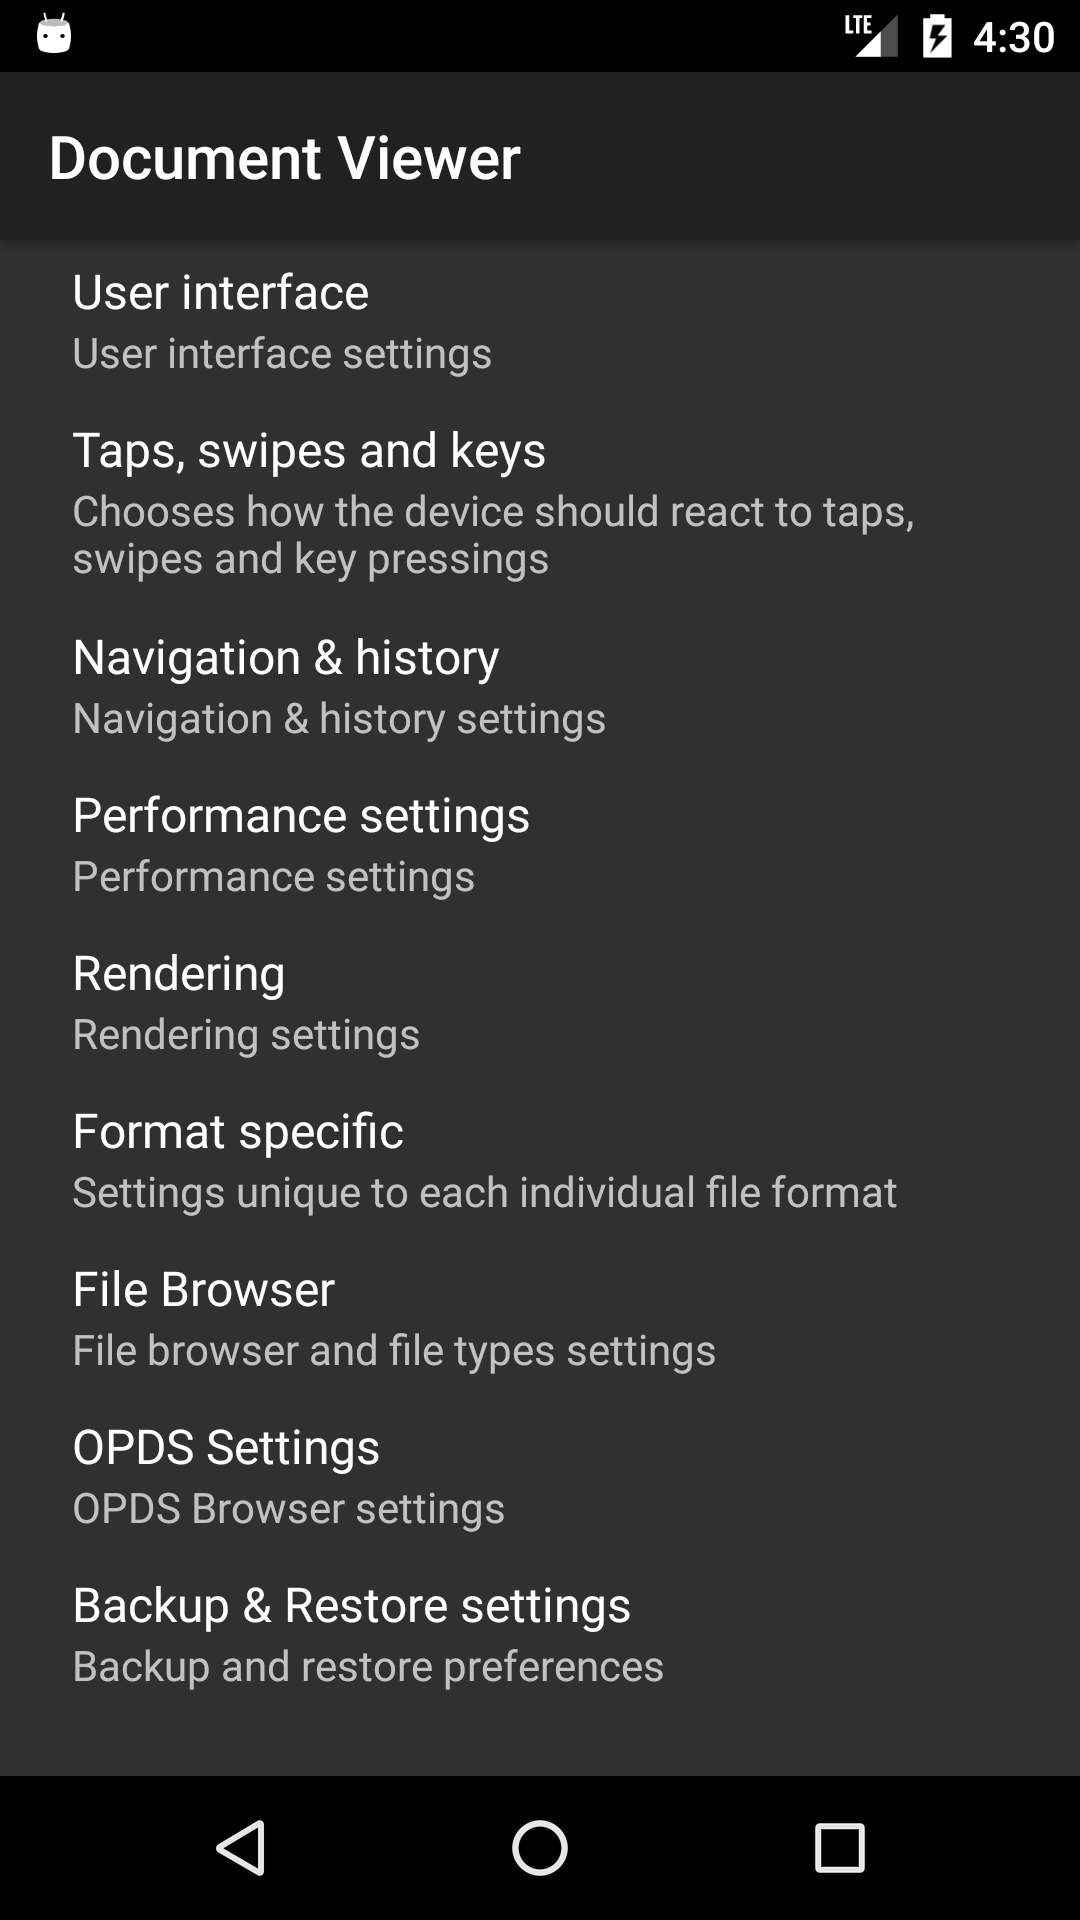 LTE 4:30
Document Viewer
User interface
User interface settings
Taps, swipes and keys
Chooses how the device should react to taps,
swipes and key pressings
Navigation & history
Navigation & history settings
Performance settings
Performance settings
Rendering
Rendering settings
Format specific
Settings unique to each individual file format
File Browser
File browser and file types settings
OPDS Settings
OPDS Browser settings
Backup & Restore settings
Backup and restore preferences